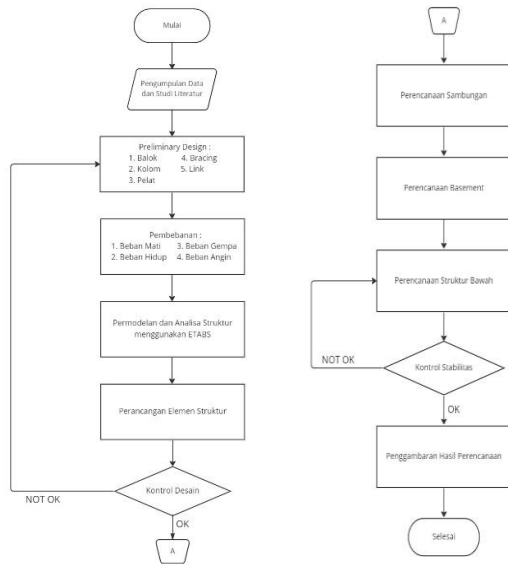 Mulai
Pengumpulan Data
dan Studi Literatur
Preliminary Design :
1. Balok 4. Bracing
2. Kolom 5. Link
3. Pelat
Pembebanan :
1. Beban Mati 3. Beban Gempa
2. Beban Hidup 4. Beban Angin
Permodelan dan Analisa Struktur
menggunakan ETABS
Perancangan Elemen Struktur
Kontrol Desain
NOT OK
OK
A
A
Perencanaan Sambungan
Perencanaan Basement
Perencanaan Struktur Bawah
NOT OK
Kontrol Stabilitas
OK
Penggambaran Hasil Perencanaan
Selesai